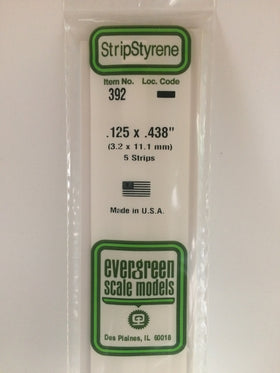 StripStyrene
Item No. Loc. Code
392
.125 x .438"
(3.2 x 11.1 mm)
5 Strips
Made in U.S.A.
evergreen
scale models
Des Plaines, IL 60018